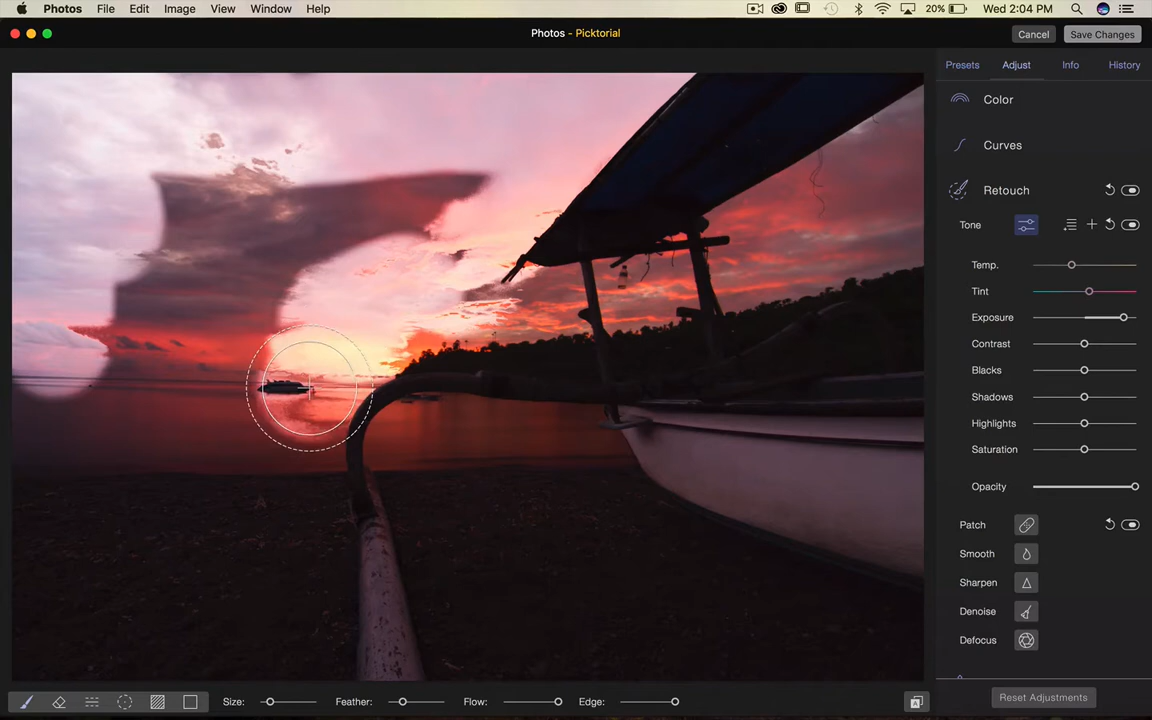 Photos File Edit Image View Window Help 20% Wed 2:04 PM
Photos - Picktorial
Cancel Save Changes
Presets Adjust Info History
Color
Curves
Retouch
Tone
Temp.
Tint
Exposure
Contrast
Blacks
Shadows
Highlights
Saturation
Opacity
Patch
Smooth
Sharpen
Denoise
Defocus
Size: Feather: Flow: Edge: A
Reset Adjustments